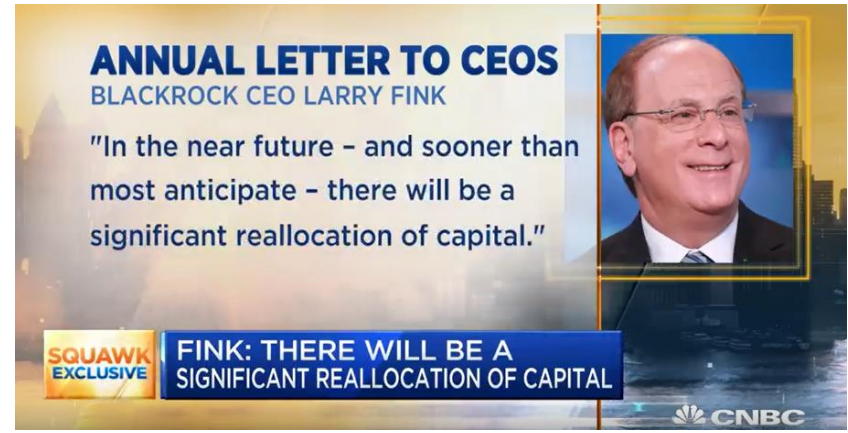 ANNUAL LETTER TO CEOS
BLACKROCK CEO LARRY FINK
"In the near future – and sooner than
most anticipate – there will be a
significant reallocation of capital."
SQUAWK
EXCLUSIVE
FINK: THERE WILL BE A
SIGNIFICANT REALLOCATION OF CAPITAL
CNBC